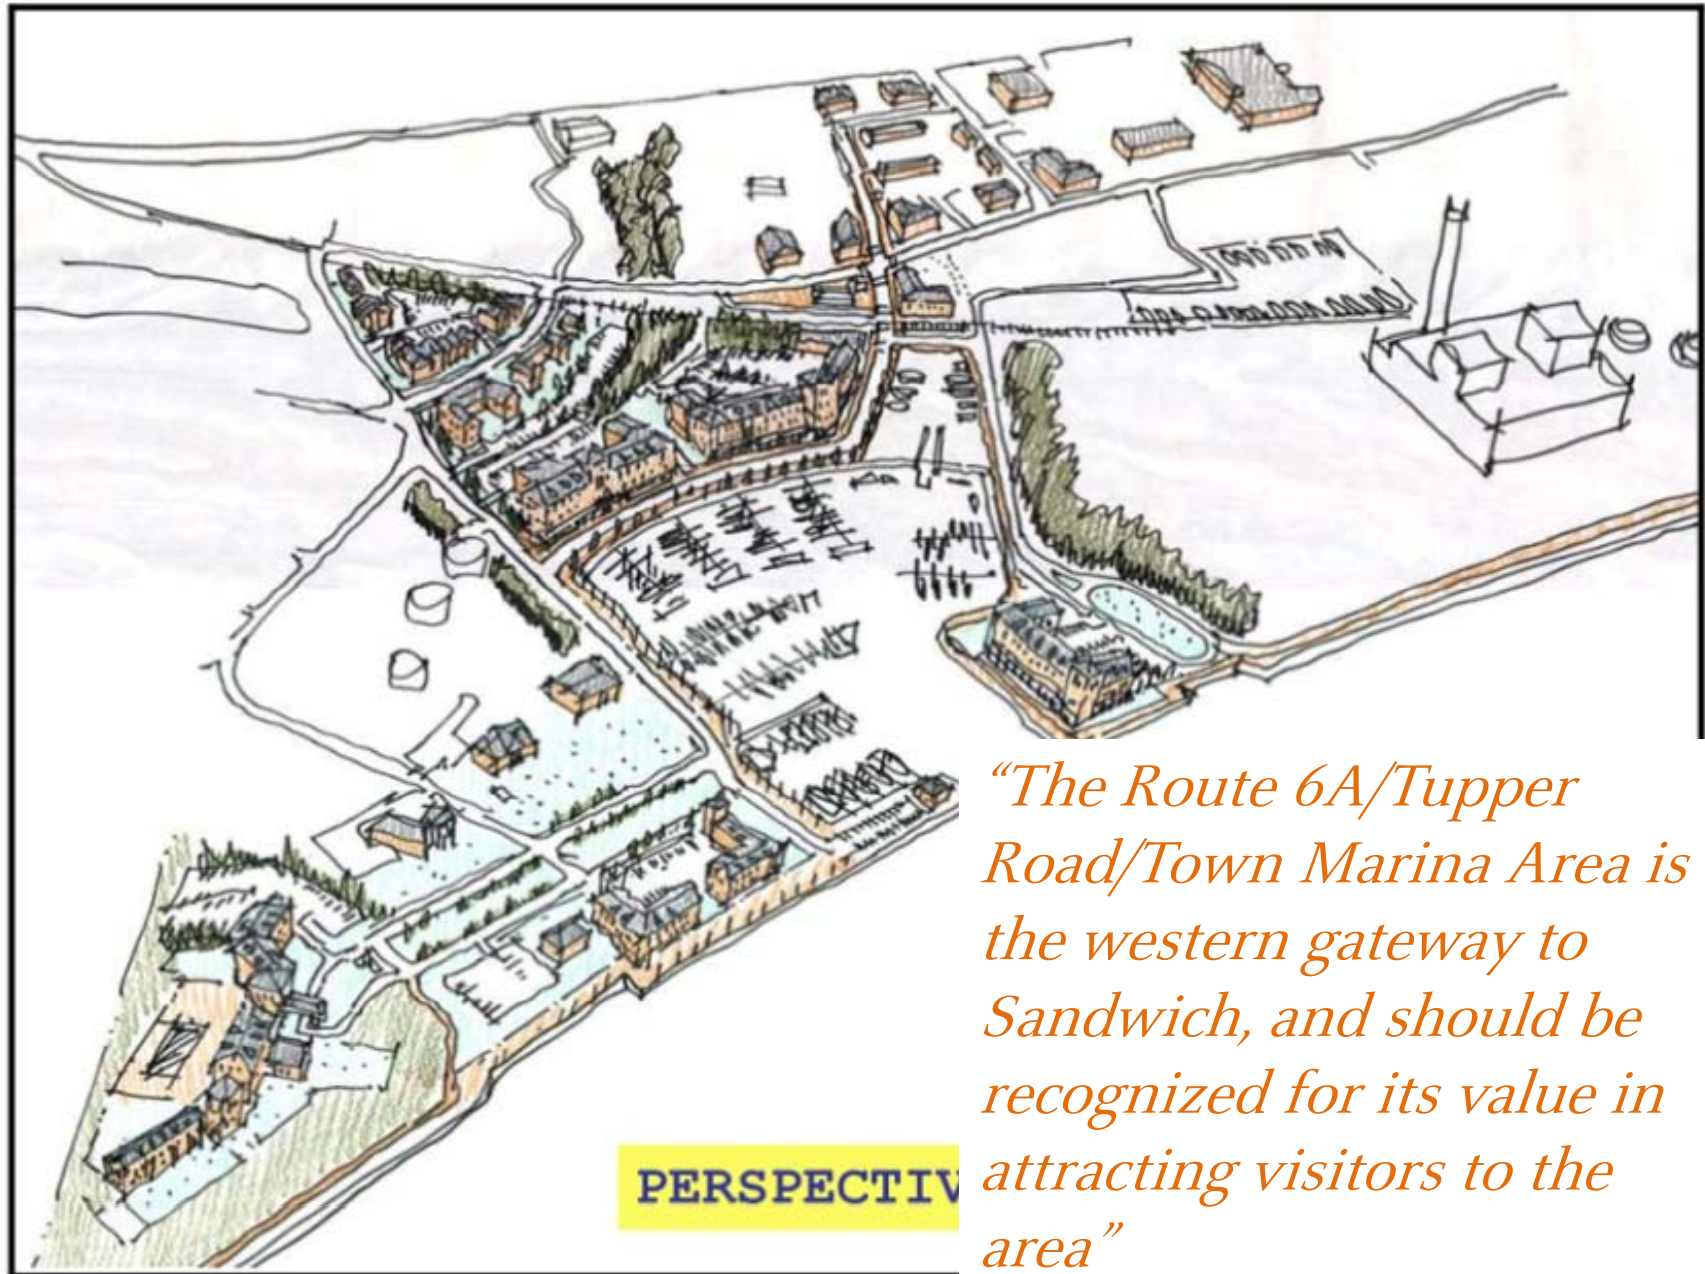 PERSPECTIV
“The Route 6A/Tupper
Road/Town Marina Area is
the western gateway to
Sandwich, and should be
recognized for its value in
attracting visitors to the
area”